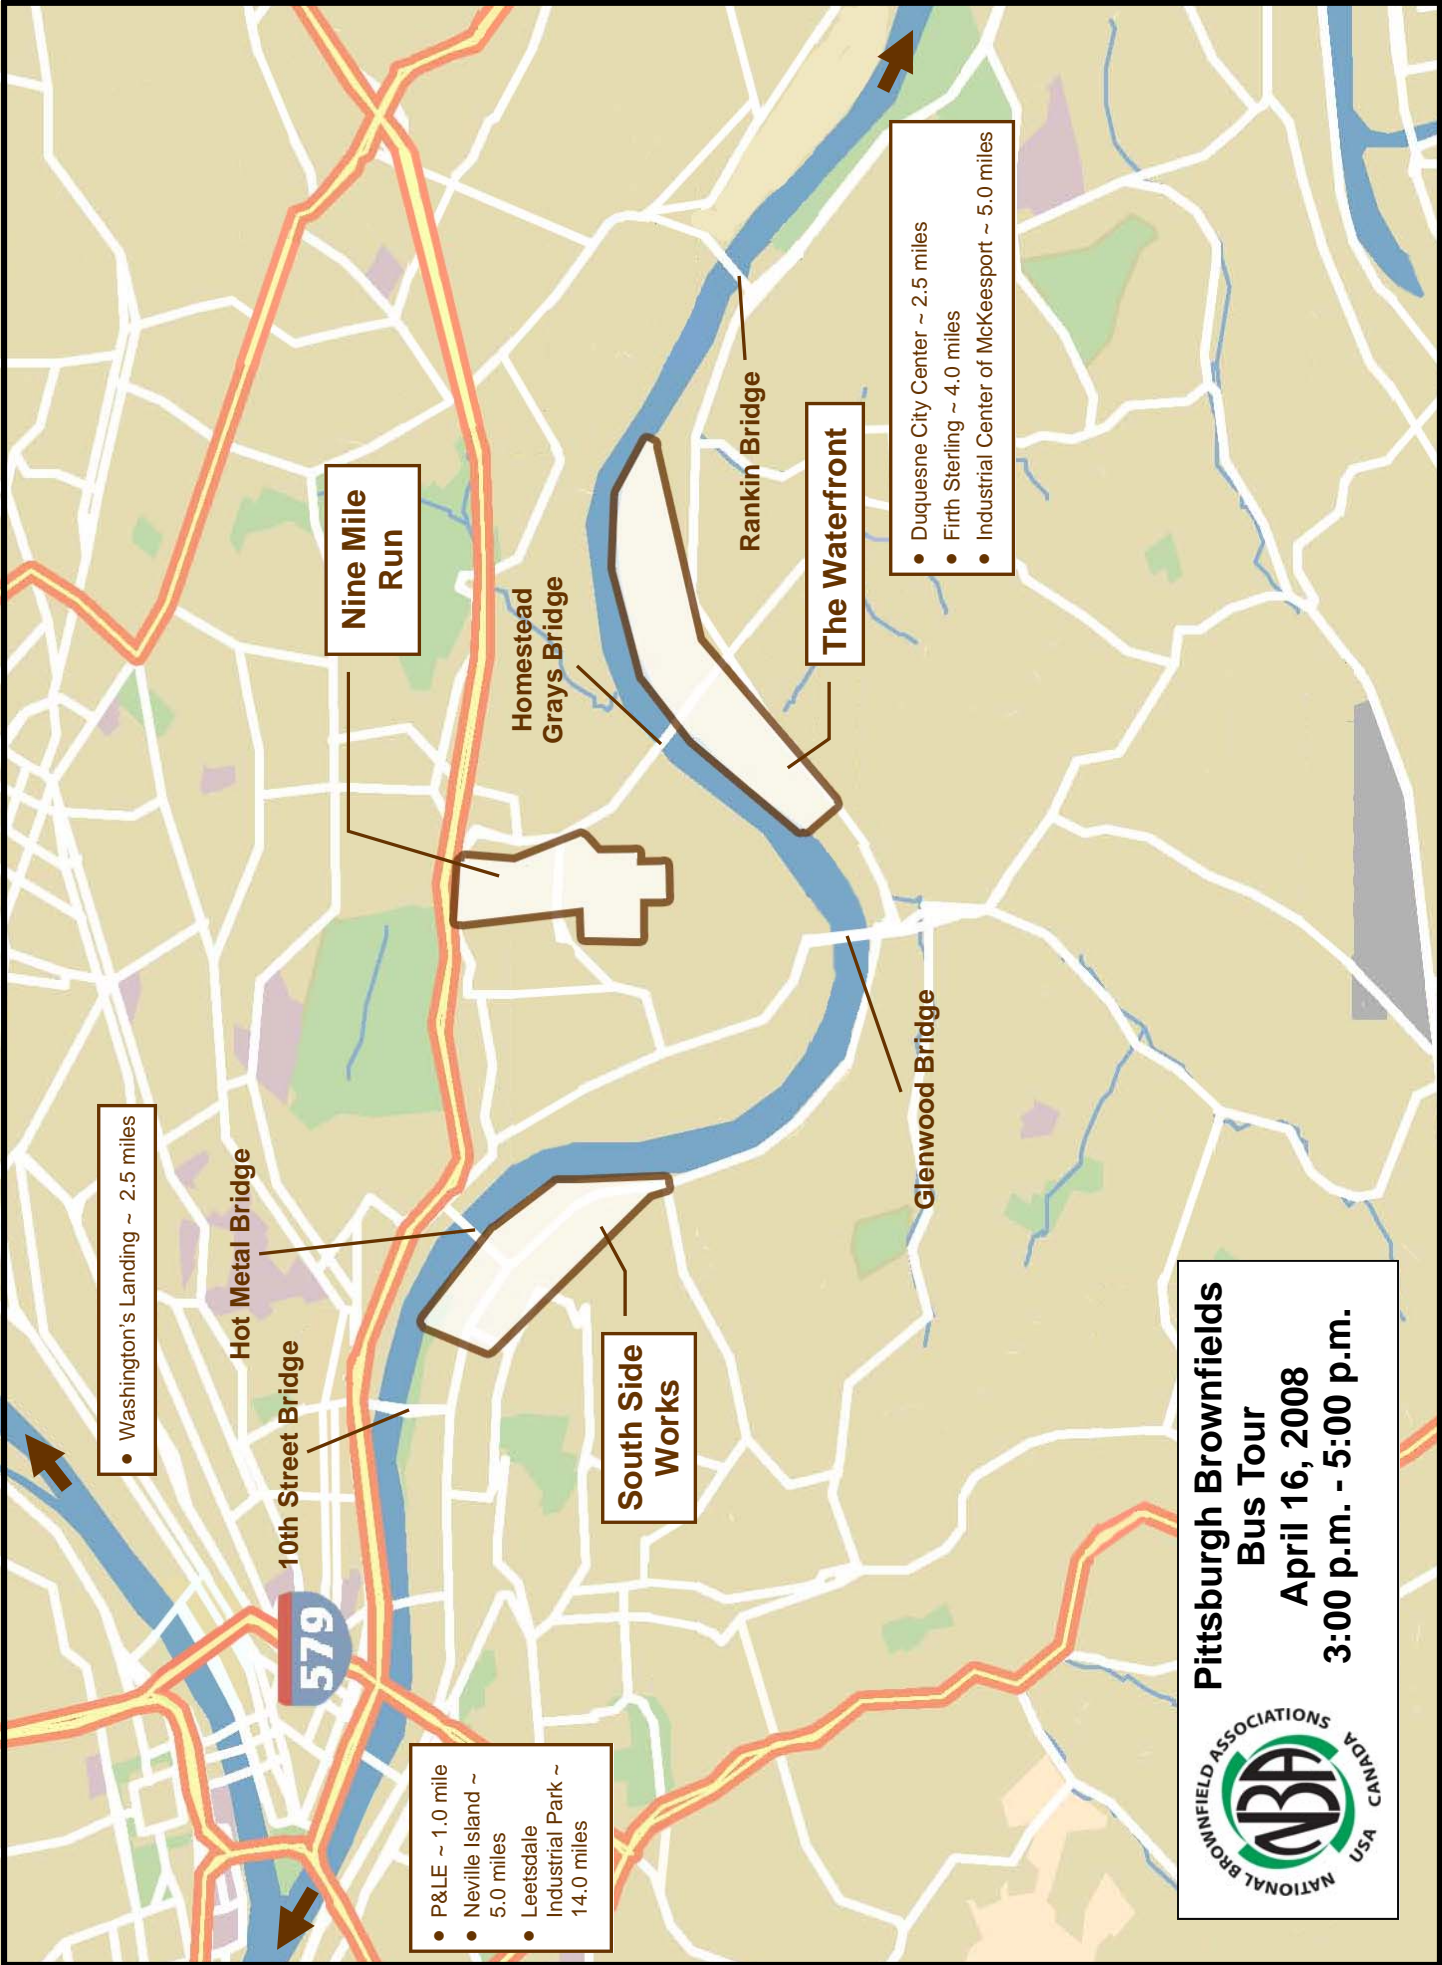 Washington's Landing ~ 2.5 miles
Hot Metal Bridge
10th Street Bridge
579
Nine Mile
Run
Homestead
Grays Bridge
Rankin Bridge
The Waterfront
• Duquesne City Center ~ 2.5 miles
• Firth Sterling ~ 4.0 miles
• Industrial Center of McKeesport ~ 5.0 miles
Glenwood Bridge
South Side
Works
• P&LE ~ 1.0 mile
• Neville Island ~
5.0 miles
• Leetsdale
Industrial Park ~
14.0 miles
NATIONAL BROWNFIELD ASSOCIATIONS
NBA
USA CANADA
Pittsburgh Brownfields
Bus Tour
April 16, 2008
3:00 p.m. - 5:00 p.m.